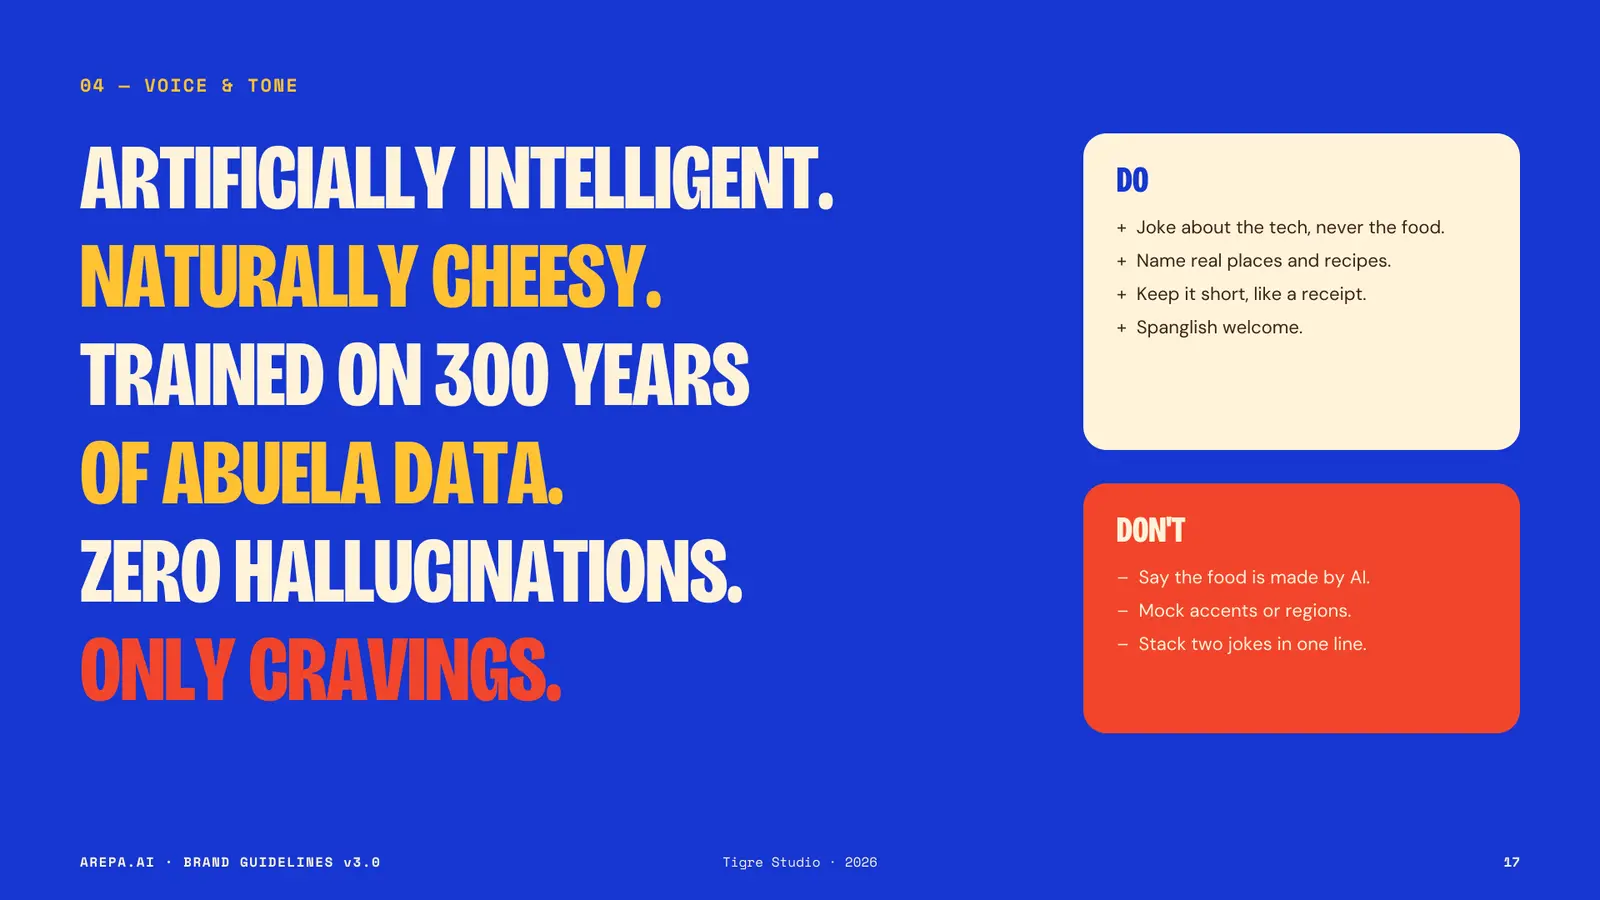 04 — VOICE & TONE
ARTIFICIALLY INTELLIGENT.
NATURALLY CHEESY.
TRAINED ON 300 YEARS
OF ABUELA DATA.
ZERO HALLUCINATIONS.
ONLY CRAVINGS.
DO
+ Joke about the tech, never the food.
+ Name real places and recipes.
+ Keep it short, like a receipt.
+ Spanglish welcome.
DON'T
– Say the food is made by AI.
– Mock accents or regions.
– Stack two jokes in one line.
AREPA.AI · BRAND GUIDELINES v3.0
Tigre Studio · 2026
17